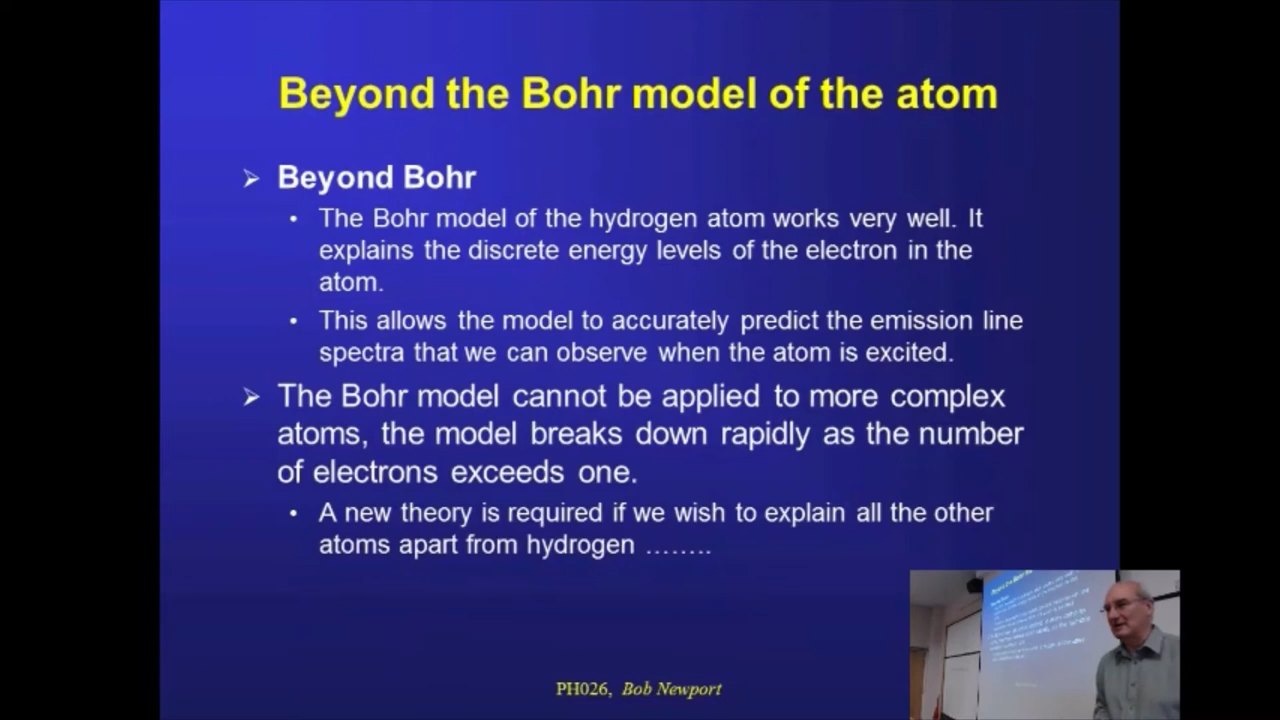 Beyond the Bohr model of the atom
➢ Beyond Bohr
• The Bohr model of the hydrogen atom works very well. It
explains the discrete energy levels of the electron in the
atom.
• This allows the model to accurately predict the emission line
spectra that we can observe when the atom is excited.
➢ The Bohr model cannot be applied to more complex
atoms, the model breaks down rapidly as the number
of electrons exceeds one.
• A new theory is required if we wish to explain all the other
atoms apart from hydrogen ........
PH026, Bob Newport